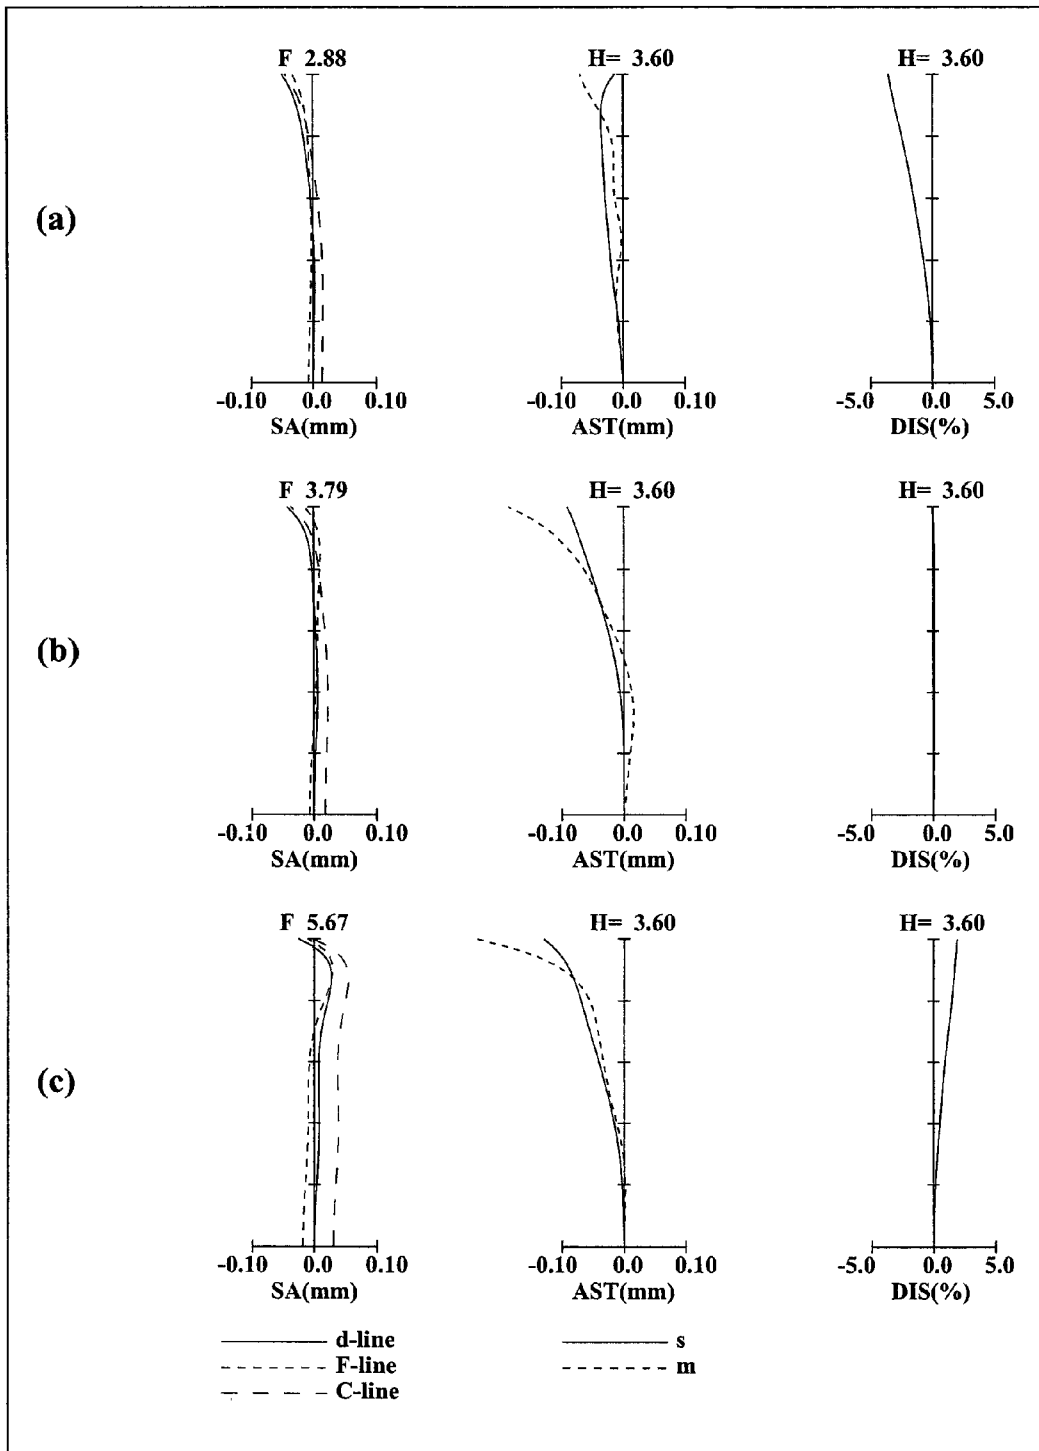 F 2.88 H= 3.60 H= 3.60
(a)
-0.10 0.0 0.10 -0.10 0.0 0.10 -5.0 0.0 5.0
SA(mm) AST(mm) DIS(%)
F 3.79 H= 3.60 H= 3.60
(b)
-0.10 0.0 0.10 -0.10 0.0 0.10 -5.0 0.0 5.0
SA(mm) AST(mm) DIS(%)
F 5.67 H= 3.60 H= 3.60
(c)
-0.10 0.0 0.10 -0.10 0.0 0.10 -5.0 0.0 5.0
SA(mm) AST(mm) DIS(%)
d-line s
F-line m
C-line